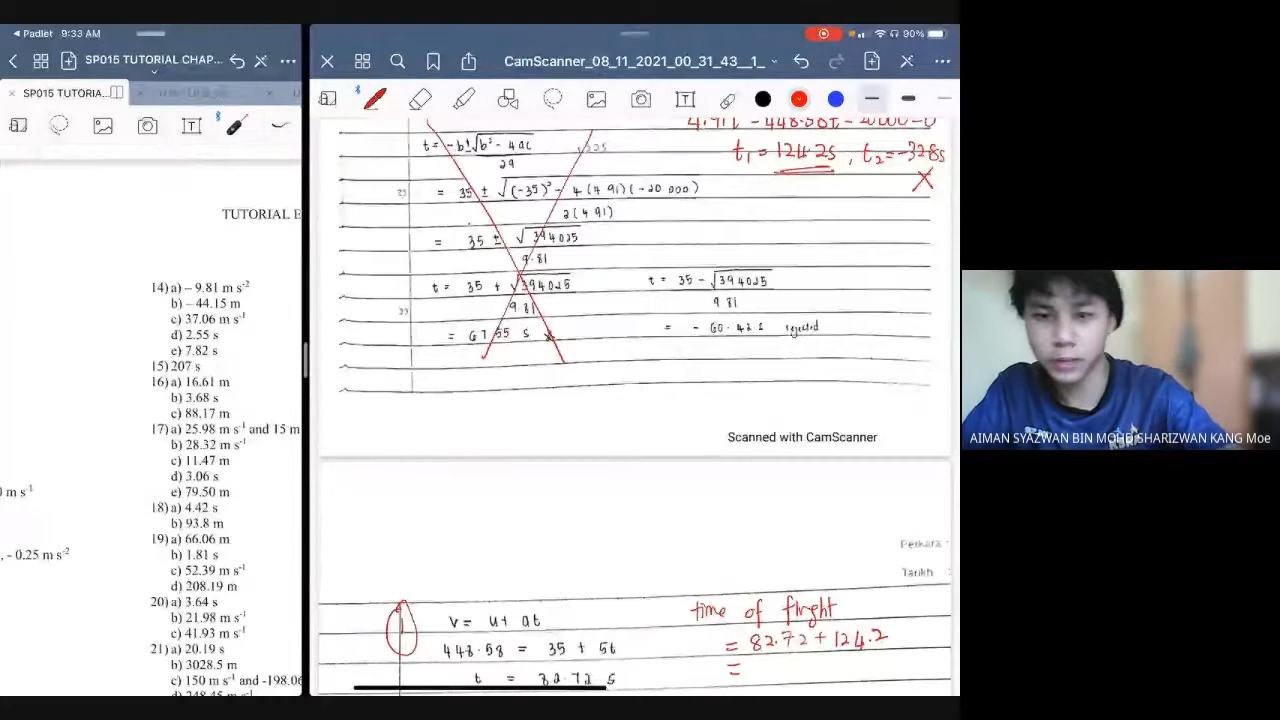 Padlet 9:33 AM
90%
SP015 TUTORIAL CHAP...
CamScanner_08_11_2021_00_31_43__1_
SP015 TUTORIA...
TUTORIAL E
14) a) – 9.81 m s⁻²
b) – 44.15 m
c) 37.06 m s⁻¹
d) 2.55 s
e) 7.82 s
15) 207 s
16) a) 16.61 m
b) 3.68 s
c) 88.17 m
17) a) 25.98 m s⁻¹ and 15 m
b) 28.32 m s⁻¹
c) 11.47 m
d) 3.06 s
e) 79.50 m
18) a) 4.42 s
b) 93.8 m
19) a) 66.06 m
b) 1.81 s
c) 52.39 m s⁻¹
d) 208.19 m
20) a) 3.64 s
b) 21.98 m s⁻¹
c) 41.93 m s⁻¹
21) a) 20.19 s
b) 3028.5 m
c) 150 m s⁻¹ and -198.06
0 m s⁻¹
, - 0.25 m s⁻²
t₁ = 124.2s , t₂ = -32.8s
t = -b ± √b² - 4ac
2a
= 35 ± √(-35)² - 4(4.91)(-20 000)
2(4.91)
= 35 ± √394025
9.81
t = 35 + √394025
9.81
= 67.55 s
t = 35 - √394025
9.81
= - 60.42 s rejected
Scanned with CamScanner
Perkara :
Tarikh
v = u + at
448.58 = 35 + 5t
t = 82.72 s
time of flight
= 82.72 + 124.2
=
AIMAN SYAZWAN BIN MOHD SHARIZWAN KANG Moe